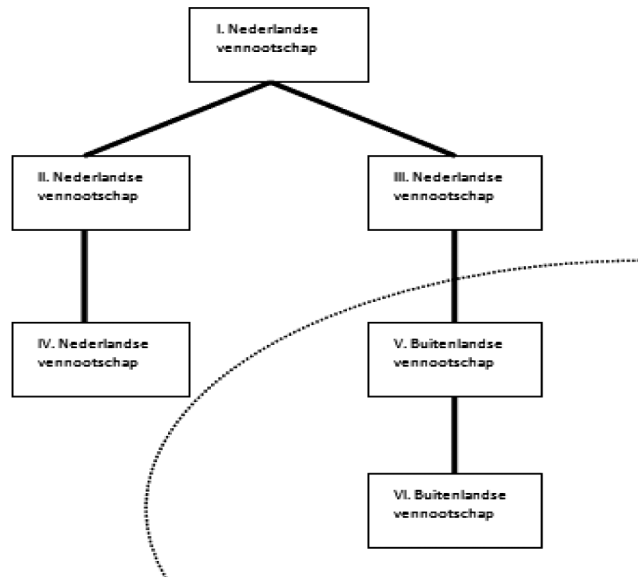 I. Nederlandse
vennootschap
II. Nederlandse
vennootschap
III. Nederlandse
vennootschap
IV. Nederlandse
vennootschap
V. Buitenlandse
vennootschap
VI. Buitenlandse
vennootschap